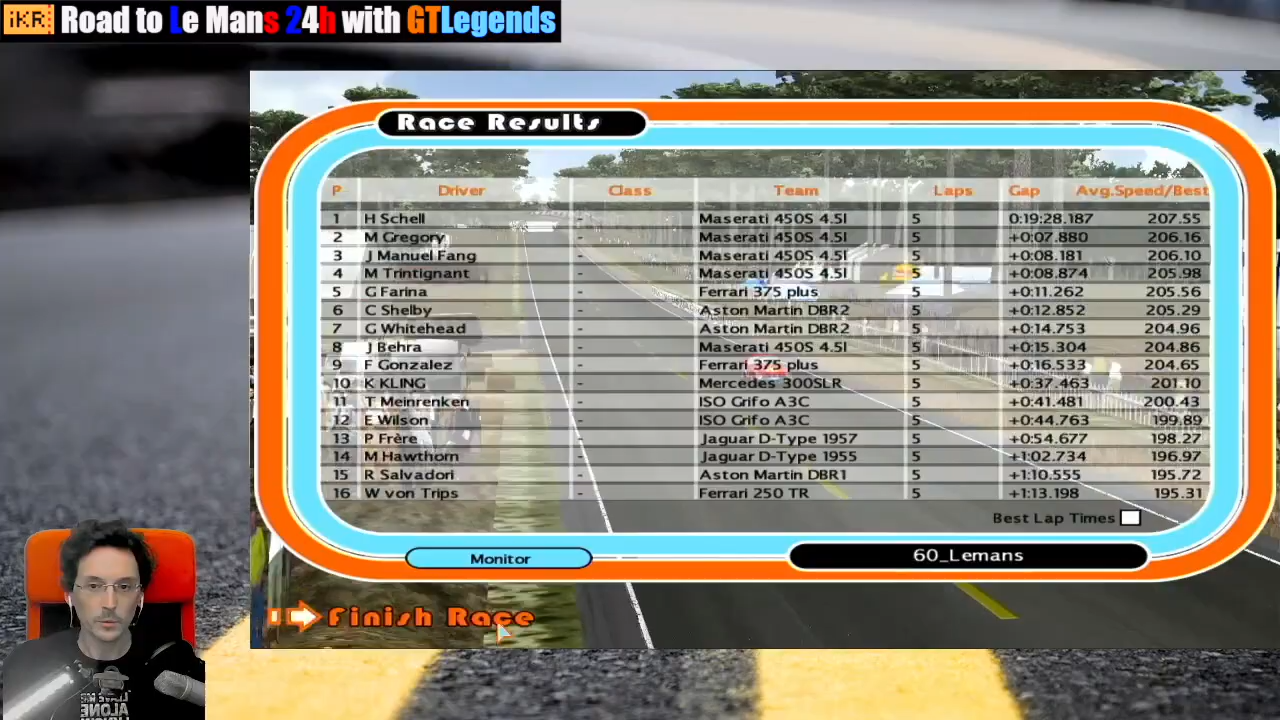 iKR Road to Le Mans 24h with GTLegends
Race Results
P Driver Class Team Laps Gap Avg.Speed/Best
1 H Schell - Maserati 450S 4.5l 5 0:19:28.187 207.55
2 M Gregory - Maserati 450S 4.5l 5 +0:07.880 206.16
3 J Manuel Fang - Maserati 450S 4.5l 5 +0:08.181 206.10
4 M Trintignant - Maserati 450S 4.5l 5 +0:08.874 205.98
5 G Farina - Ferrari 375 plus 5 +0:11.262 205.56
6 C Shelby - Aston Martin DBR2 5 +0:12.852 205.29
7 G Whitehead - Aston Martin DBR2 5 +0:14.753 204.96
8 J Behra - Maserati 450S 4.5l 5 +0:15.304 204.86
9 F Gonzalez - Ferrari 375 plus 5 +0:16.533 204.65
10 K KLING - Mercedes 300SLR 5 +0:37.463 201.10
11 T Meinrenken - ISO Grifo A3C 5 +0:41.481 200.43
12 E Wilson - ISO Grifo A3C 5 +0:44.763 199.89
13 P Frère - Jaguar D-Type 1957 5 +0:54.677 198.27
14 M Hawthorn - Jaguar D-Type 1955 5 +1:02.734 196.97
15 R Salvadori - Aston Martin DBR1 5 +1:10.555 195.72
16 W von Trips - Ferrari 250 TR 5 +1:13.198 195.31
Best Lap Times
Monitor
60_Lemans
Finish Race